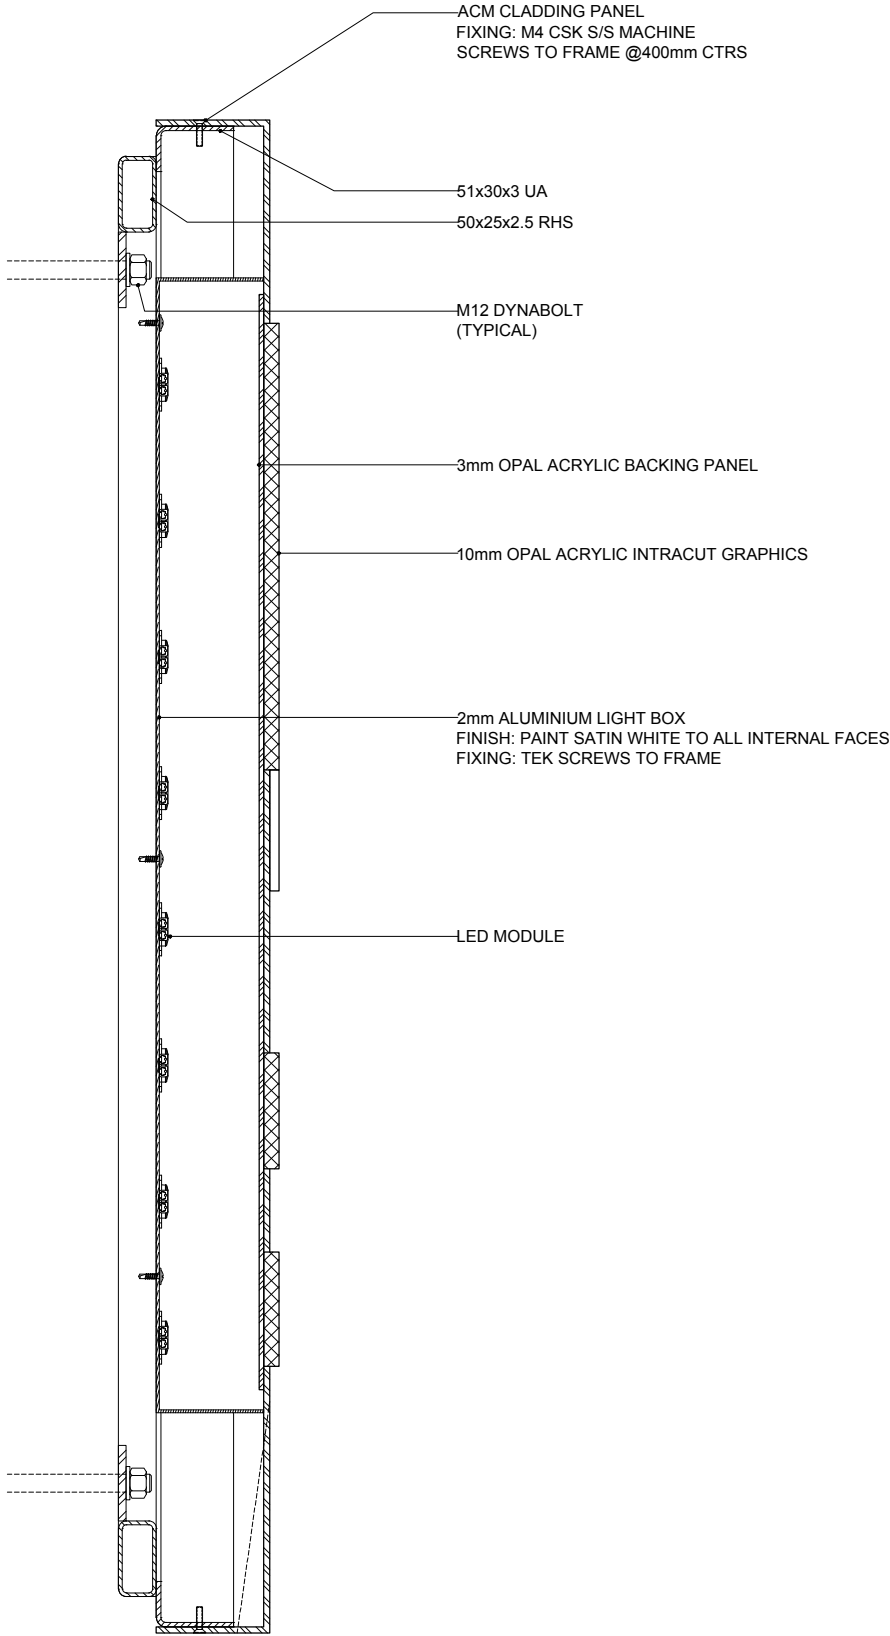 ACM CLADDING PANEL
FIXING: M4 CSK S/S MACHINE
SCREWS TO FRAME @400mm CTRS
51x30x3 UA
50x25x2.5 RHS
M12 DYNABOLT
(TYPICAL)
3mm OPAL ACRYLIC BACKING PANEL
10mm OPAL ACRYLIC INTRACUT GRAPHICS
2mm ALUMINIUM LIGHT BOX
FINISH: PAINT SATIN WHITE TO ALL INTERNAL FACES
FIXING: TEK SCREWS TO FRAME
LED MODULE